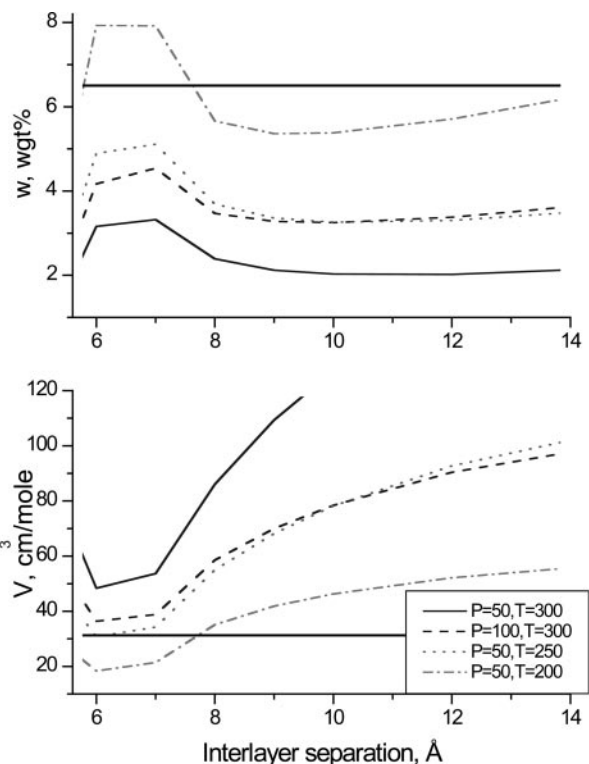 8
6
4
2
w, wgt%
6 8 10 12 14
120
100
80
60
40
20
V, cm³/mole
P=50,T=300
P=100,T=300
P=50,T=250
P=50,T=200
6 8 10 12 14
Interlayer separation, Å